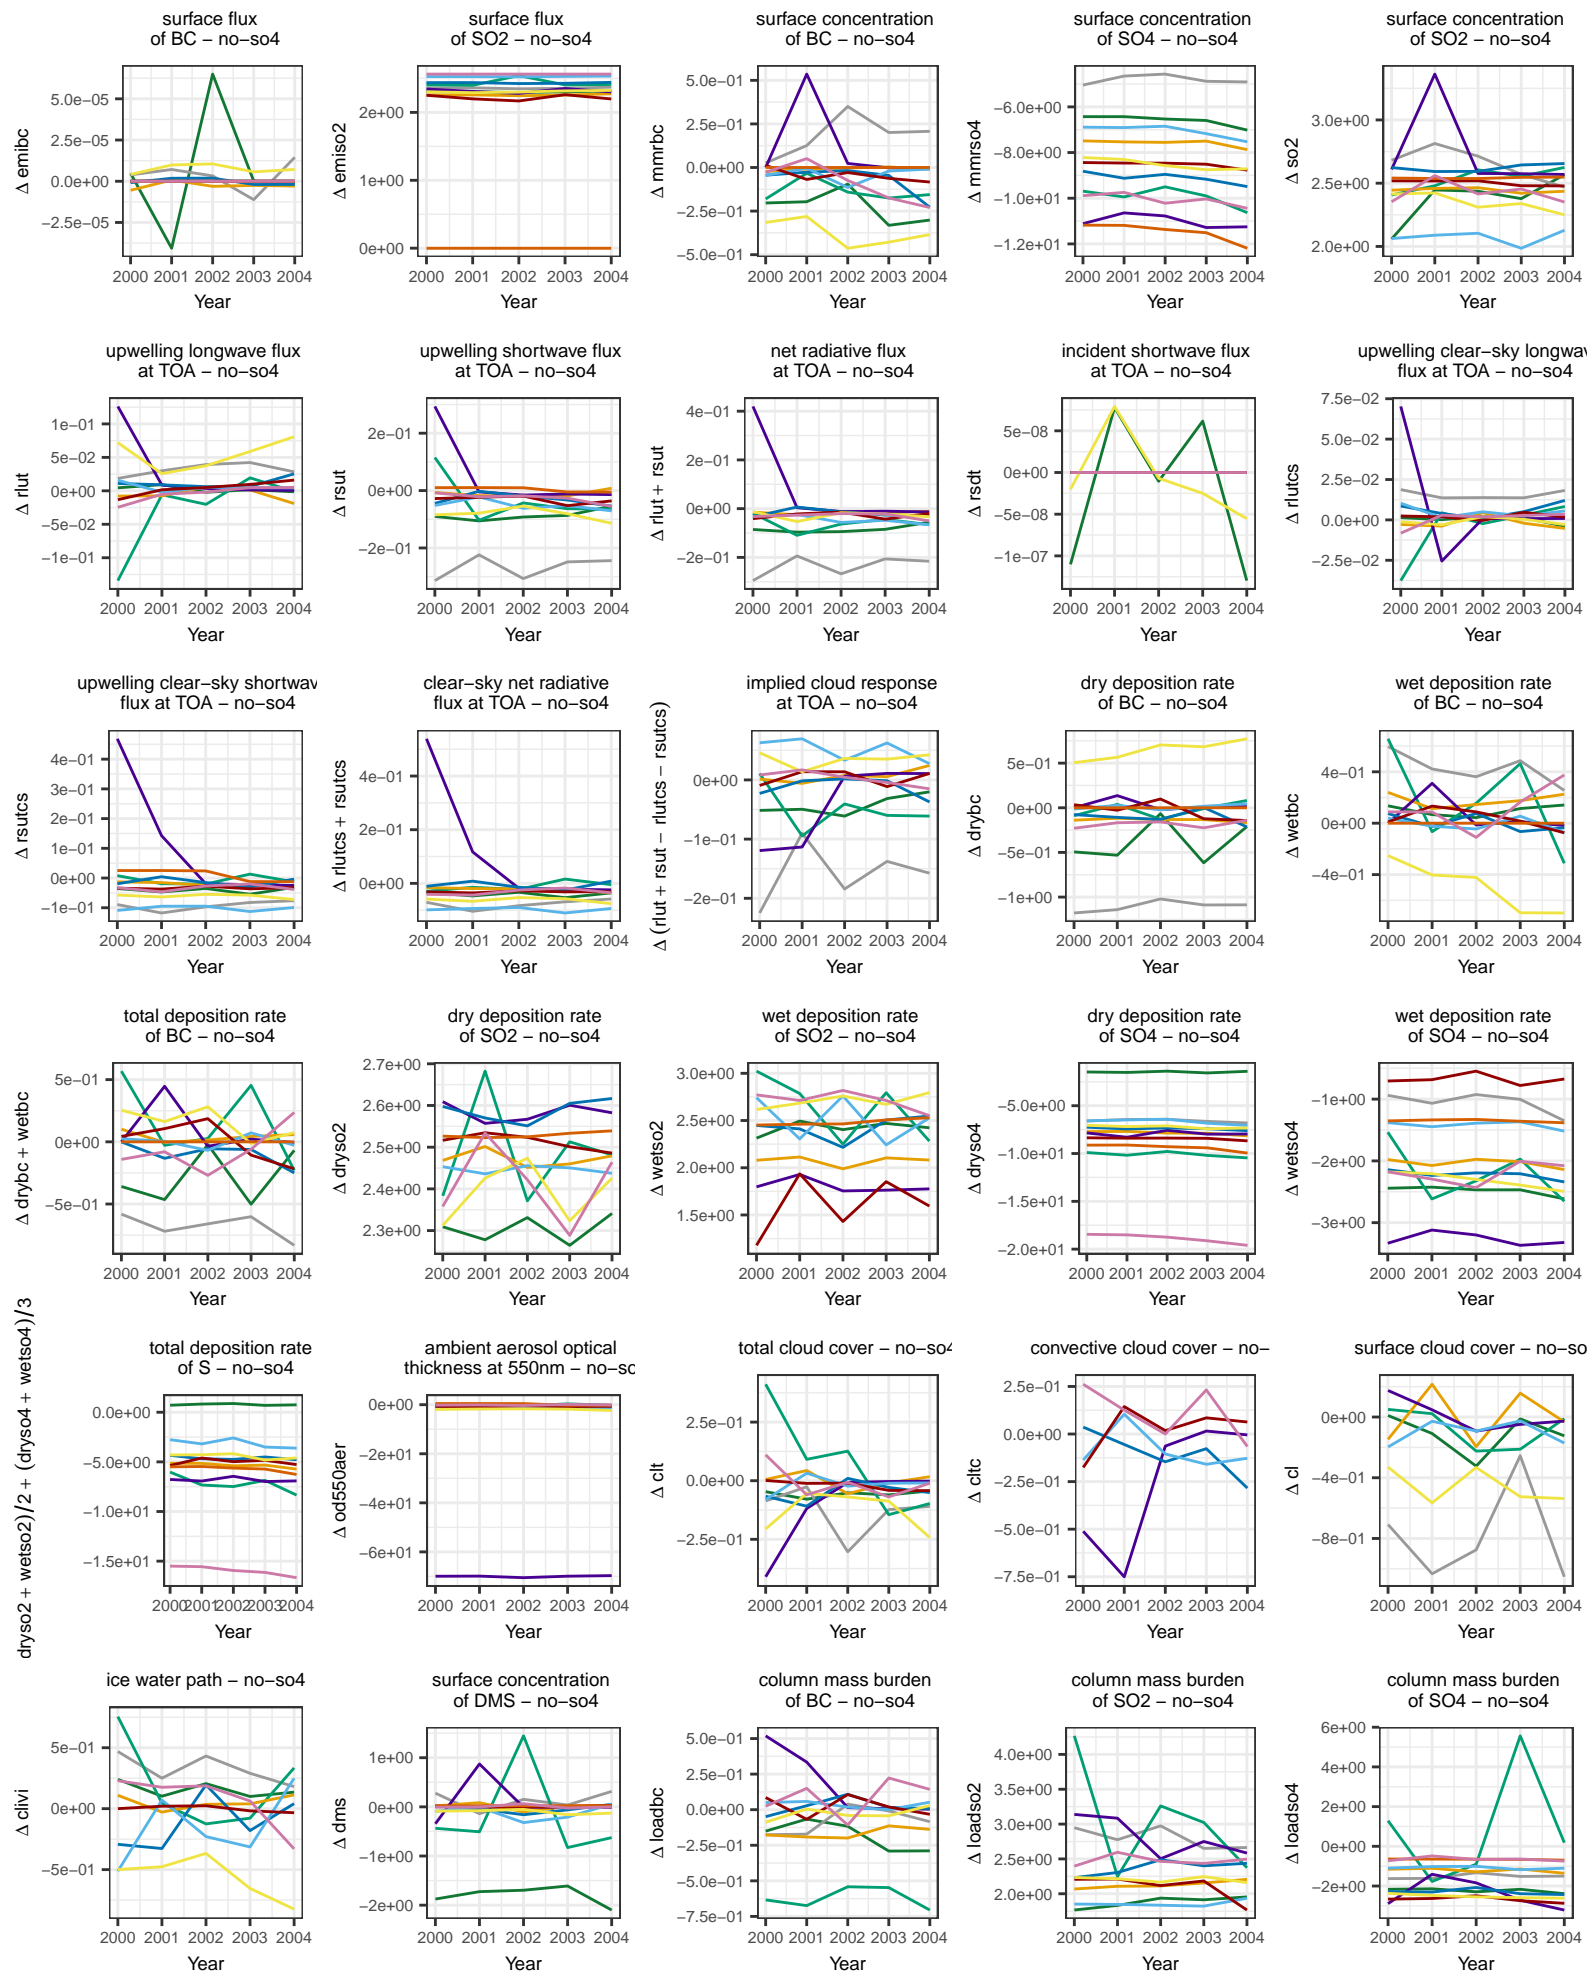 surface flux
of BC − no−so4
surface flux
of SO2 − no−so4
surface concentration
of BC − no−so4
surface concentration
of SO4 − no−so4
surface concentration
of SO2 − no−so4
Δ emibc
5.0e−05
2.5e−05
0.0e+00
−2.5e−05
2000 2001 2002 2003 2004
Year
Δ emiso2
2e+00
1e+00
0e+00
2000 2001 2002 2003 2004
Year
Δ mmrbc
5.0e−01
2.5e−01
0.0e+00
−2.5e−01
−5.0e−01
2000 2001 2002 2003 2004
Year
Δ mmrso4
−6.0e+00
−8.0e+00
−1.0e+01
−1.2e+01
2000 2001 2002 2003 2004
Year
Δ so2
3.0e+00
2.5e+00
2.0e+00
2000 2001 2002 2003 2004
Year
upwelling longwave flux
at TOA − no−so4
upwelling shortwave flux
at TOA − no−so4
net radiative flux
at TOA − no−so4
incident shortwave flux
at TOA − no−so4
upwelling clear−sky longwav
flux at TOA − no−so4
Δ rlut
1e−01
5e−02
0e+00
−5e−02
−1e−01
2000 2001 2002 2003 2004
Year
Δ rsut
2e−01
0e+00
−2e−01
2000 2001 2002 2003 2004
Year
Δ rlut + rsut
4e−01
2e−01
0e+00
−2e−01
2000 2001 2002 2003 2004
Year
Δ rsdt
5e−08
0e+00
−5e−08
−1e−07
2000 2001 2002 2003 2004
Year
Δ rlutcs
7.5e−02
5.0e−02
2.5e−02
0.0e+00
−2.5e−02
2000 2001 2002 2003 2004
Year
upwelling clear−sky shortwav
flux at TOA − no−so4
clear−sky net radiative
flux at TOA − no−so4
implied cloud response
at TOA − no−so4
dry deposition rate
of BC − no−so4
wet deposition rate
of BC − no−so4
Δ rsutcs
4e−01
3e−01
2e−01
1e−01
0e+00
−1e−01
2000 2001 2002 2003 2004
Year
Δ rlutcs + rsutcs
4e−01
2e−01
0e+00
2000 2001 2002 2003 2004
Year
Δ (rlut + rsut − rlutcs − rsutcs)
0e+00
−1e−01
−2e−01
2000 2001 2002 2003 2004
Year
Δ drybc
5e−01
0e+00
−5e−01
−1e+00
2000 2001 2002 2003 2004
Year
Δ wetbc
4e−01
0e+00
−4e−01
2000 2001 2002 2003 2004
Year
total deposition rate
of BC − no−so4
dry deposition rate
of SO2 − no−so4
wet deposition rate
of SO2 − no−so4
dry deposition rate
of SO4 − no−so4
wet deposition rate
of SO4 − no−so4
Δ drybc + wetbc
5e−01
0e+00
−5e−01
2000 2001 2002 2003 2004
Year
Δ dryso2
2.7e+00
2.6e+00
2.5e+00
2.4e+00
2.3e+00
2000 2001 2002 2003 2004
Year
Δ wetso2
3.0e+00
2.5e+00
2.0e+00
1.5e+00
2000 2001 2002 2003 2004
Year
Δ dryso4
−5.0e+00
−1.0e+01
−1.5e+01
−2.0e+01
2000 2001 2002 2003 2004
Year
Δ wetso4
−1e+00
−2e+00
−3e+00
2000 2001 2002 2003 2004
Year
total deposition rate
of S − no−so4
ambient aerosol optical
thickness at 550nm − no−so
total cloud cover − no−so4
convective cloud cover − no−
surface cloud cover − no−so
dryso2 + wetso2)/2 + (dryso4 + wetso4)/3
0.0e+00
−5.0e+00
−1.0e+01
−1.5e+01
2000 2001 2002 2003 2004
Year
Δ od550aer
0e+00
−2e+01
−4e+01
−6e+01
2000 2001 2002 2003 2004
Year
Δ clt
2.5e−01
0.0e+00
−2.5e−01
2000 2001 2002 2003 2004
Year
Δ cltc
2.5e−01
0.0e+00
−2.5e−01
−5.0e−01
−7.5e−01
2000 2001 2002 2003 2004
Year
Δ cl
0e+00
−4e−01
−8e−01
2000 2001 2002 2003 2004
Year
ice water path − no−so4
surface concentration
of DMS − no−so4
column mass burden
of BC − no−so4
column mass burden
of SO2 − no−so4
column mass burden
of SO4 − no−so4
Δ clivi
5e−01
0e+00
−5e−01
2000 2001 2002 2003 2004
Year
Δ dms
1e+00
0e+00
−1e+00
−2e+00
2000 2001 2002 2003 2004
Year
Δ loadbc
5.0e−01
2.5e−01
0.0e+00
−2.5e−01
−5.0e−01
−7.5e−01
2000 2001 2002 2003 2004
Year
Δ loadso2
4.0e+00
3.5e+00
3.0e+00
2.5e+00
2.0e+00
2000 2001 2002 2003 2004
Year
Δ loadso4
6e+00
4e+00
2e+00
0e+00
−2e+00
2000 2001 2002 2003 2004
Year